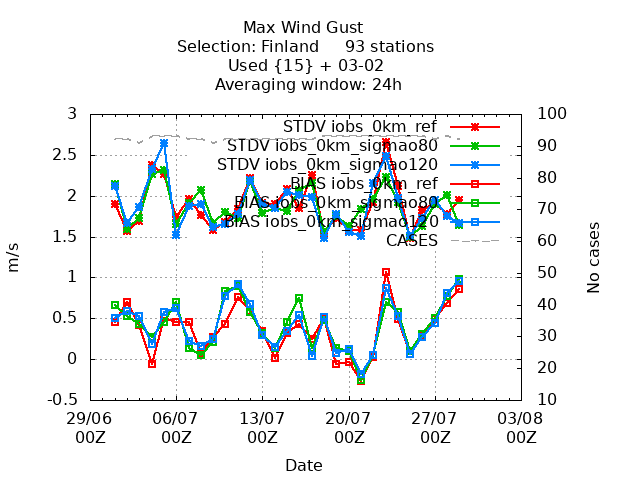 Max Wind Gust
Selection: Finland     93 stations
Used {15} + 03-02
Averaging window: 24h
3
2.5
2
1.5
1
0.5
0
-0.5
m/s
100
90
80
70
60
50
40
30
20
10
No cases
STDV iobs_0km_ref
STDV iobs_0km_sigmao80
STDV iobs_0km_sigmao120
BIAS iobs_0km_ref
BIAS iobs_0km_sigmao80
BIAS iobs_0km_sigmao120
CASES
29/06 06/07 13/07 20/07 27/07 03/08
00Z 00Z 00Z 00Z 00Z 00Z
Date